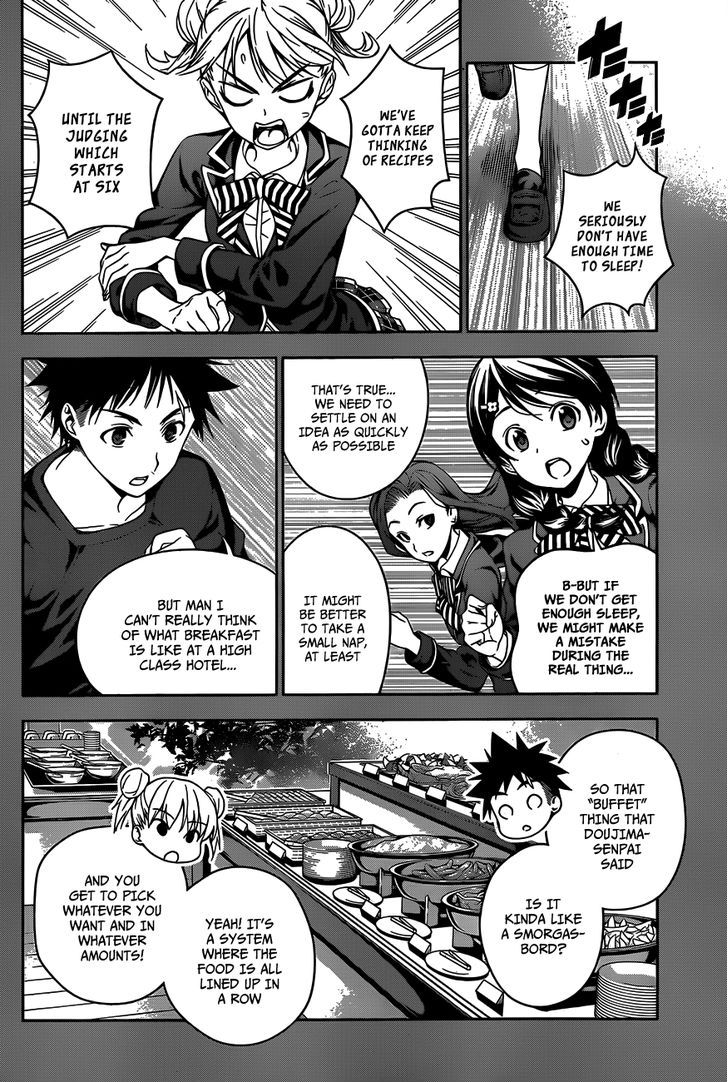 WE
SERIOUSLY
DON'T HAVE
ENOUGH TIME
TO SLEEP!
WE'VE
GOTTA KEEP
THINKING
OF RECIPES
UNTIL THE
JUDGING
WHICH
STARTS
AT SIX
THAT'S TRUE...
WE NEED TO
SETTLE ON AN
IDEA AS QUICKLY
AS POSSIBLE
B-BUT IF
WE DON'T GET
ENOUGH SLEEP,
WE MIGHT MAKE
A MISTAKE
DURING THE
REAL THING...
IT MIGHT
BE BETTER
TO TAKE A
SMALL NAP,
AT LEAST
BUT MAN I
CAN'T REALLY THINK
OF WHAT BREAKFAST
IS LIKE AT A HIGH
CLASS HOTEL...
SO THAT
"BUFFET"
THING THAT
DOUJIMA-
SENPAI
SAID
IS IT
KINDA LIKE
A SMORGAS-
BORD?
YEAH! IT'S
A SYSTEM
WHERE THE
FOOD IS ALL
LINED UP IN
A ROW
AND YOU
GET TO PICK
WHATEVER YOU
WANT AND IN
WHATEVER
AMOUNTS!